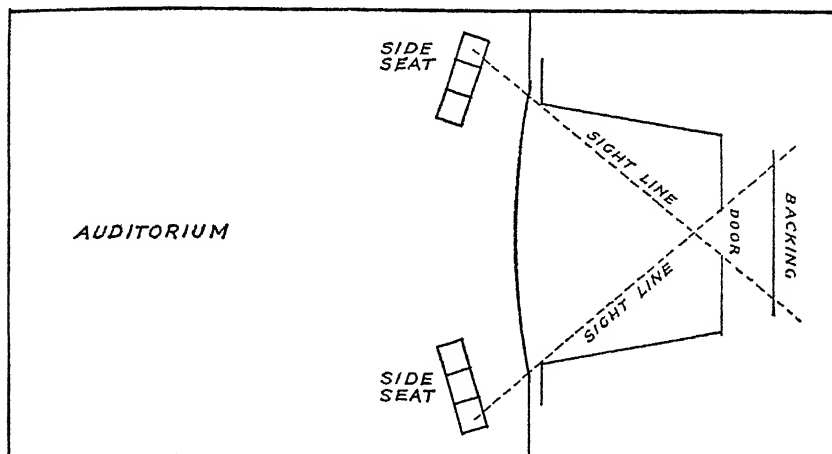 SIDE
SEAT
SIGHT LINE
AUDITORIUM
DOOR
BACKING
SIGHT LINE
SIDE
SEAT